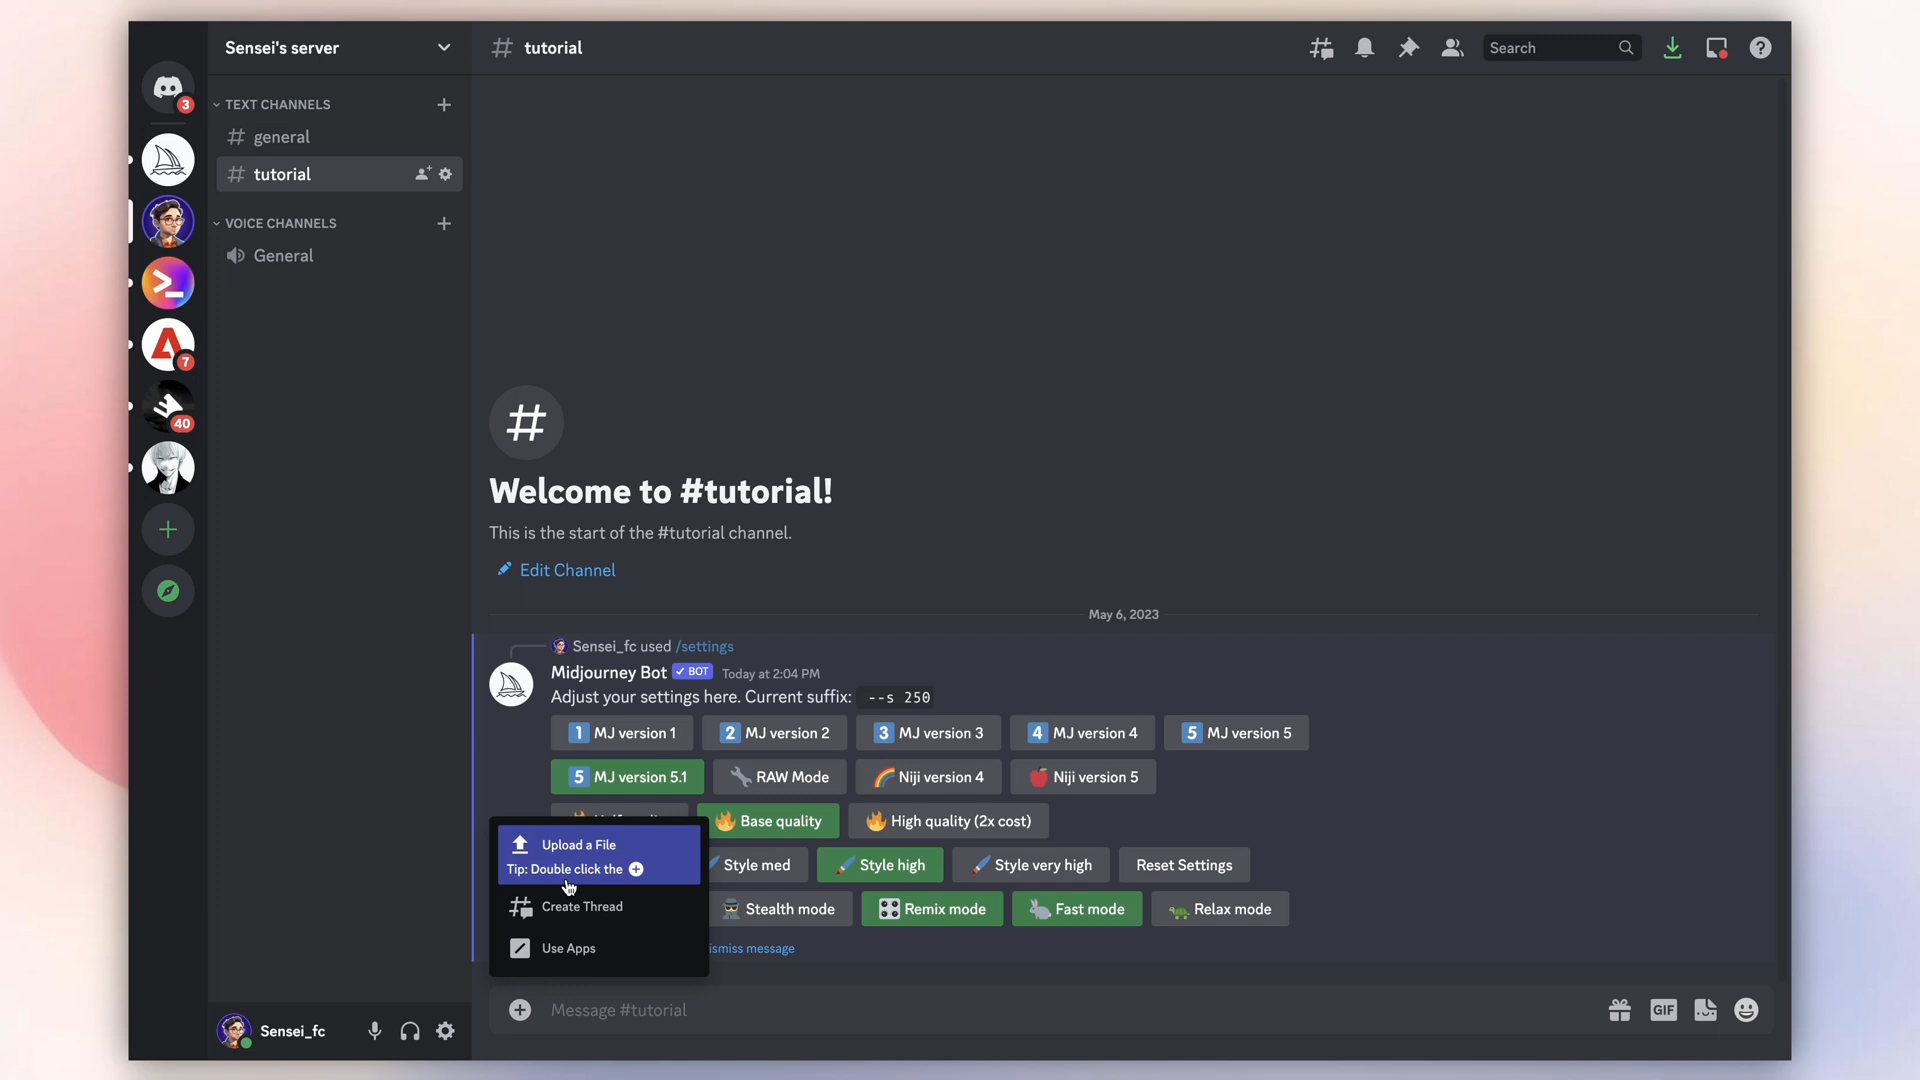 Sensei's server
# tutorial
Search
3
TEXT CHANNELS
# general
# tutorial
VOICE CHANNELS
General
7
40
#
Welcome to #tutorial!
This is the start of the #tutorial channel.
Edit Channel
May 6, 2023
Sensei_fc used /settings
Midjourney Bot BOT Today at 2:04 PM
Adjust your settings here. Current suffix: --s 250
1 MJ version 1 2 MJ version 2 3 MJ version 3 4 MJ version 4 5 MJ version 5
5 MJ version 5.1 RAW Mode Niji version 4 Niji version 5
Base quality High quality (2x cost)
Style med Style high Style very high Reset Settings
Stealth mode Remix mode Fast mode Relax mode
ismiss message
Upload a File
Tip: Double click the
Create Thread
Use Apps
Message #tutorial
GIF
Sensei_fc